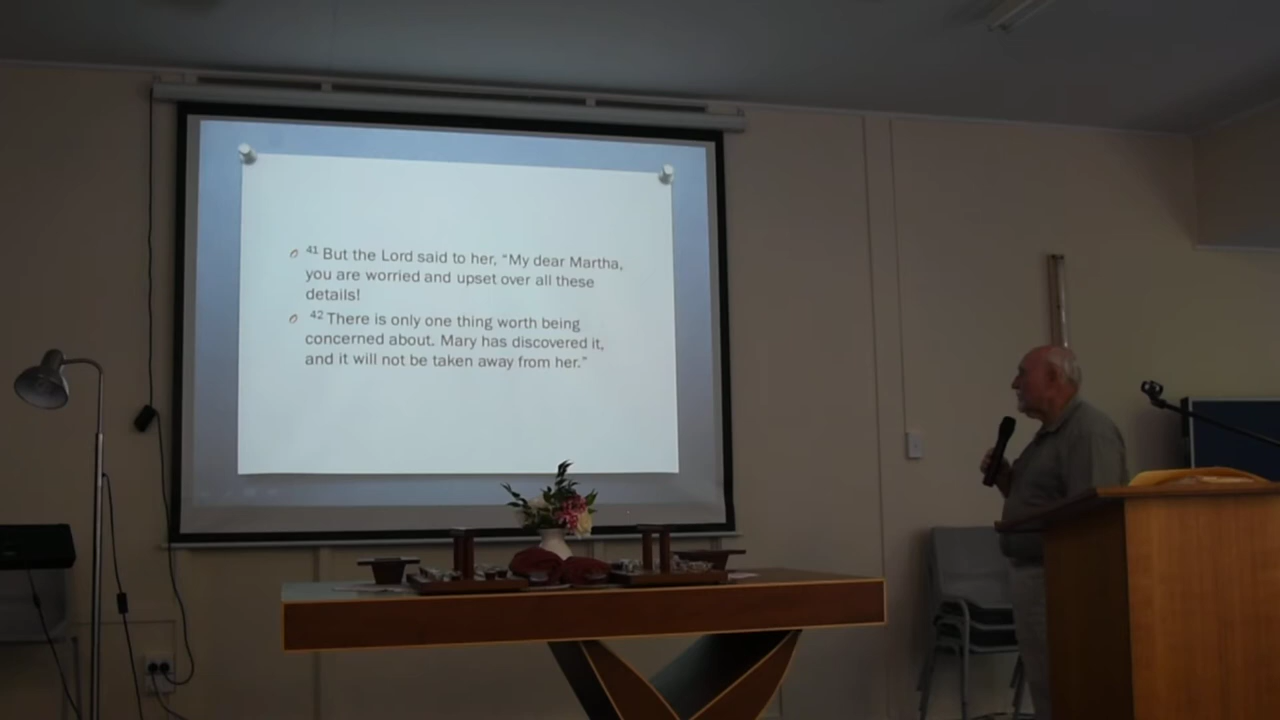 41 But the Lord said to her, “My dear Martha,
you are worried and upset over all these
details!
42 There is only one thing worth being
concerned about. Mary has discovered it,
and it will not be taken away from her.”